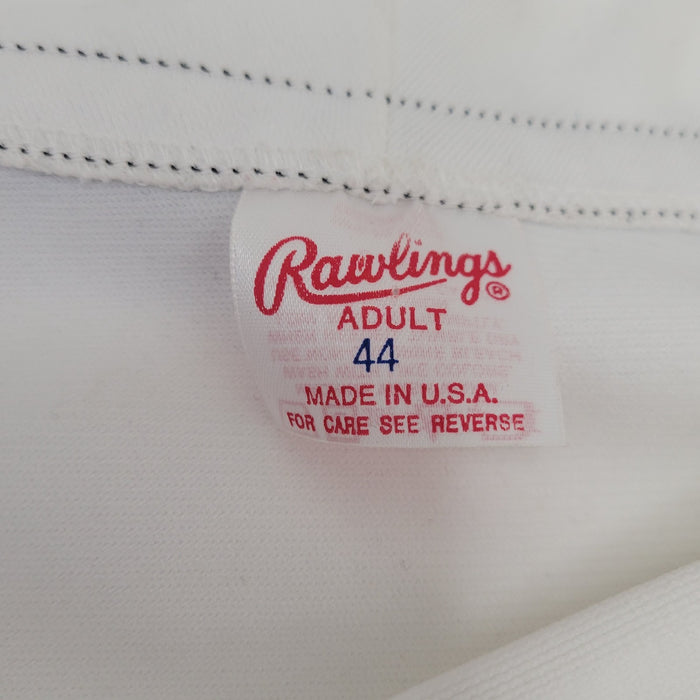 Rawlings®
ADULT
44
MADE IN U.S.A.
FOR CARE SEE REVERSE